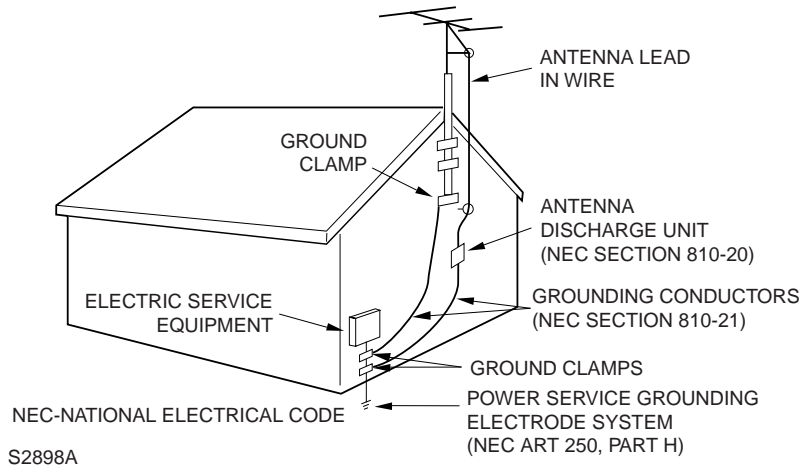 ANTENNA LEAD
IN WIRE
GROUND
CLAMP
ANTENNA
DISCHARGE UNIT
(NEC SECTION 810-20)
ELECTRIC SERVICE
EQUIPMENT
GROUNDING CONDUCTORS
(NEC SECTION 810-21)
GROUND CLAMPS
POWER SERVICE GROUNDING
ELECTRODE SYSTEM
(NEC ART 250, PART H)
NEC-NATIONAL ELECTRICAL CODE
S2898A